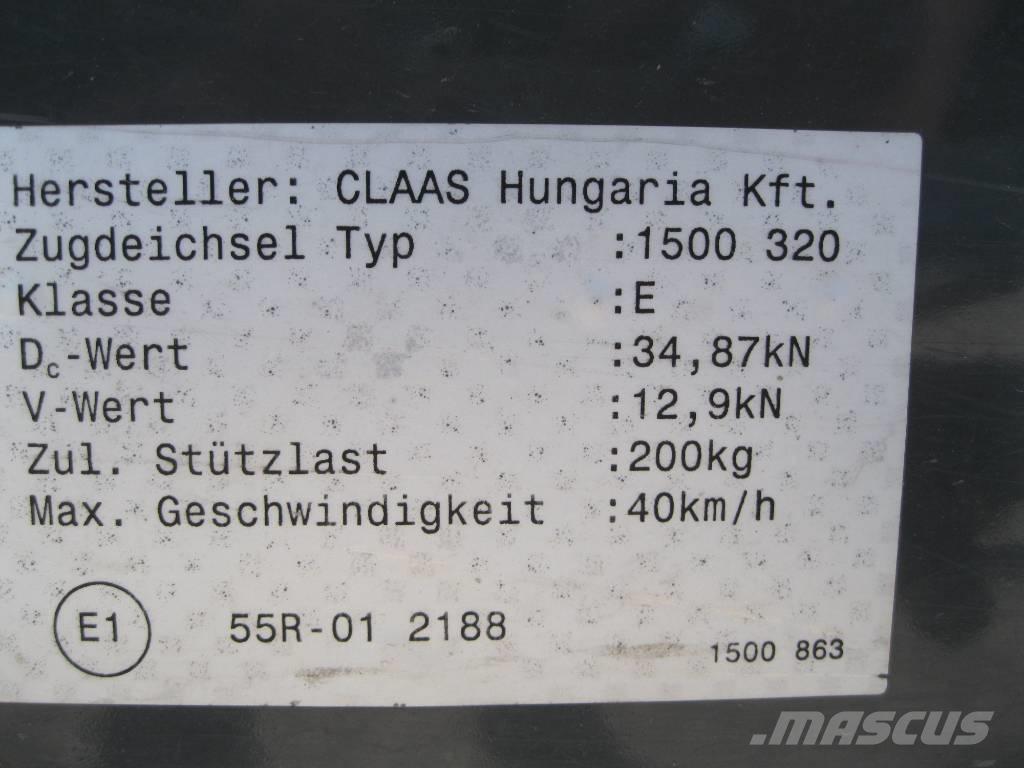 Hersteller: CLAAS Hungaria Kft.
Zugdeichsel Typ :1500 320
Klasse :E
Dc-Wert :34,87kN
V-Wert :12,9kN
Zul. Stützlast :200kg
Max. Geschwindigkeit :40km/h
E1 55R-01 2188
1500 863
.MASCUS